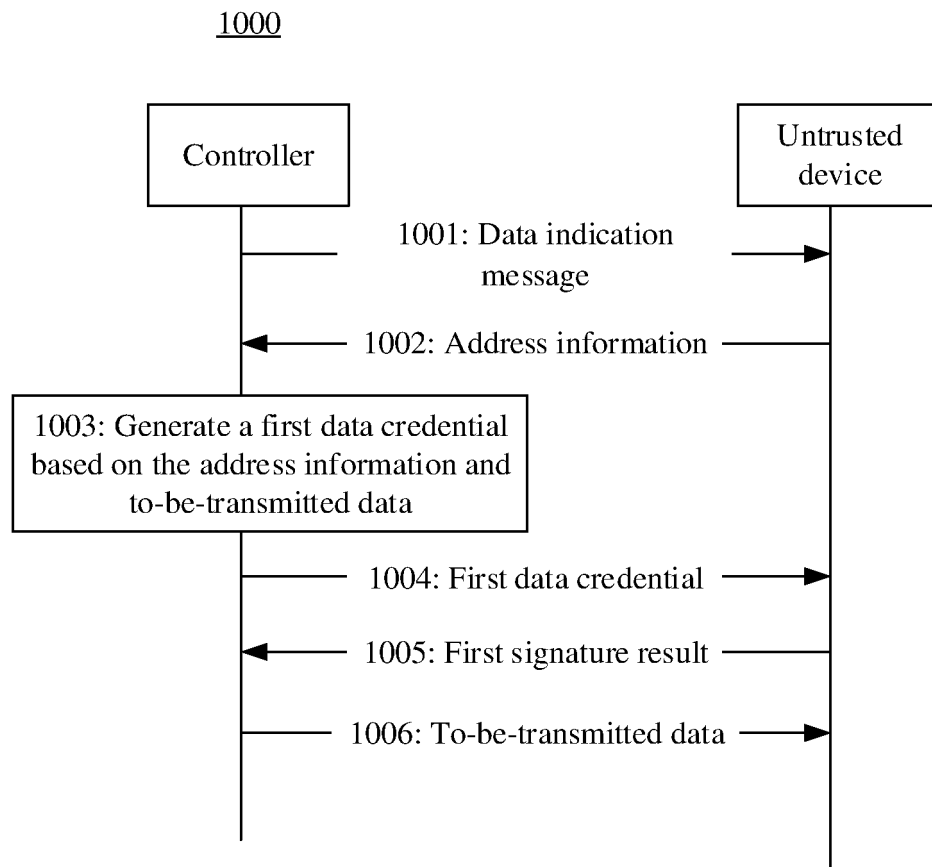 1000
Controller
Untrusted
device
1001: Data indication
message
1002: Address information
1003: Generate a first data credential
based on the address information and
to-be-transmitted data
1004: First data credential
1005: First signature result
1006: To-be-transmitted data